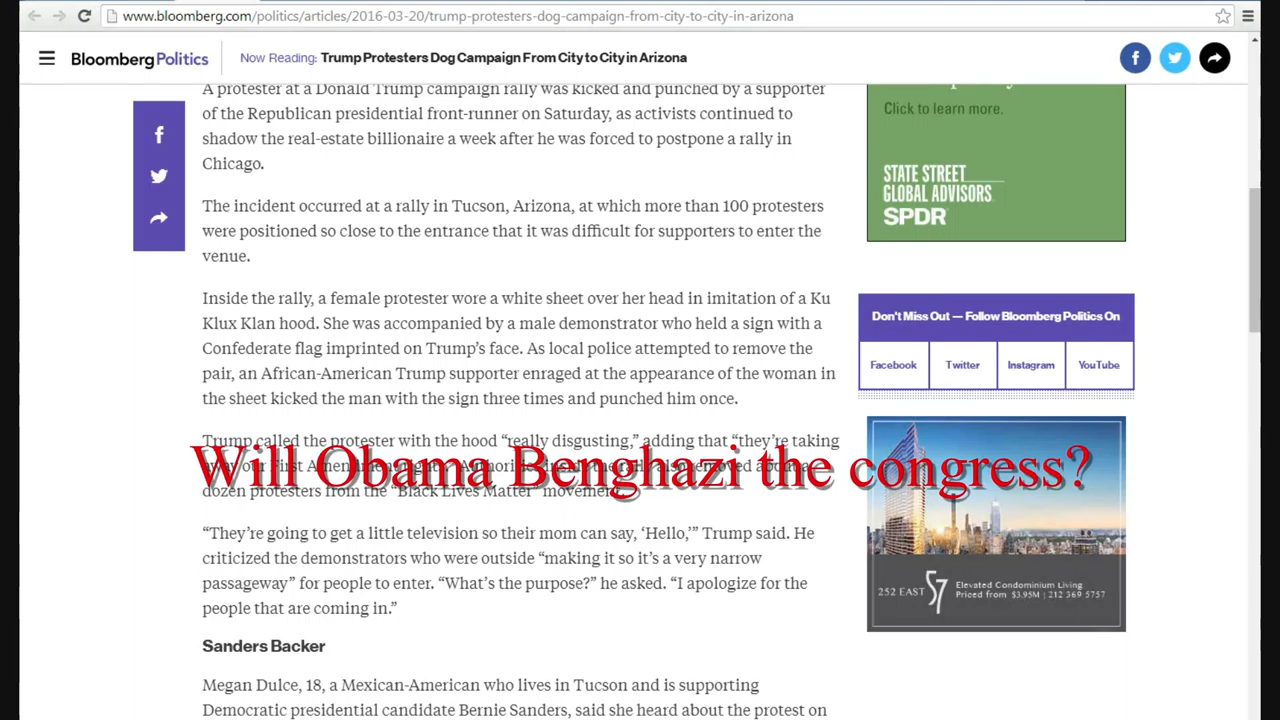 www.bloomberg.com/politics/articles/2016-03-20/trump-protesters-dog-campaign-from-city-to-city-in-arizona
BloombergPolitics
Now Reading: Trump Protesters Dog Campaign From City to City in Arizona
A protester at a Donald Trump campaign rally was kicked and punched by a supporter
of the Republican presidential front-runner on Saturday, as activists continued to
shadow the real-estate billionaire a week after he was forced to postpone a rally in
Chicago.
The incident occurred at a rally in Tucson, Arizona, at which more than 100 protesters
were positioned so close to the entrance that it was difficult for supporters to enter the
venue.
Inside the rally, a female protester wore a white sheet over her head in imitation of a Ku
Klux Klan hood. She was accompanied by a male demonstrator who held a sign with a
Confederate flag imprinted on Trump's face. As local police attempted to remove the
pair, an African-American Trump supporter enraged at the appearance of the woman in
the sheet kicked the man with the sign three times and punched him once.
Trump called the protester with the hood “really disgusting,” adding that “they're taking
away our First Amendment rights.” Authorities inside the rally also removed about a
dozen protesters from the “Black Lives Matter” movement.
Will Obama Benghazi the congress?
“They're going to get a little television so their mom can say, ‘Hello,’” Trump said. He
criticized the demonstrators who were outside “making it so it's a very narrow
passageway” for people to enter. “What's the purpose?” he asked. “I apologize for the
people that are coming in.”
Sanders Backer
Megan Dulce, 18, a Mexican-American who lives in Tucson and is supporting
Democratic presidential candidate Bernie Sanders, said she heard about the protest on
Click to learn more.
STATE STREET
GLOBAL ADVISORS
SPDR
Don't Miss Out — Follow Bloomberg Politics On
Facebook
Twitter
Instagram
YouTube
252 EAST 57
Elevated Condominium Living
Priced from $3.95M | 212 369 5757